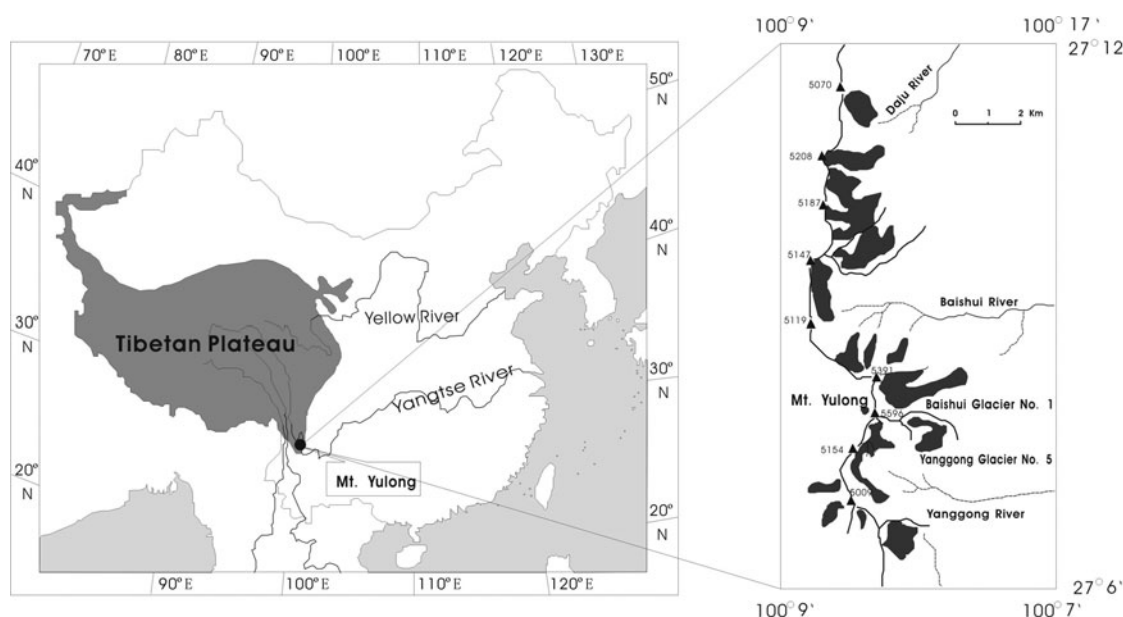 70°E 80°E 90°E 100°E 110°E 120°E 130°E
50° N
40° N
40° N
30° N
30° N
20° N
20° N
90°E 100°E 110°E 120°E
Tibetan Plateau
Yellow River
Yangtse River
Mt. Yulong
100° 9‘ 100° 17‘
27° 12
5070
Daju River
0 1 2 Km
5208
5187
5147
Baishui River
5119
5391
Mt. Yulong
Baishui Glacier No. 1
5596
5154
Yanggong Glacier No. 5
5009
Yanggong River
27° 6‘
100° 9‘ 100° 7‘